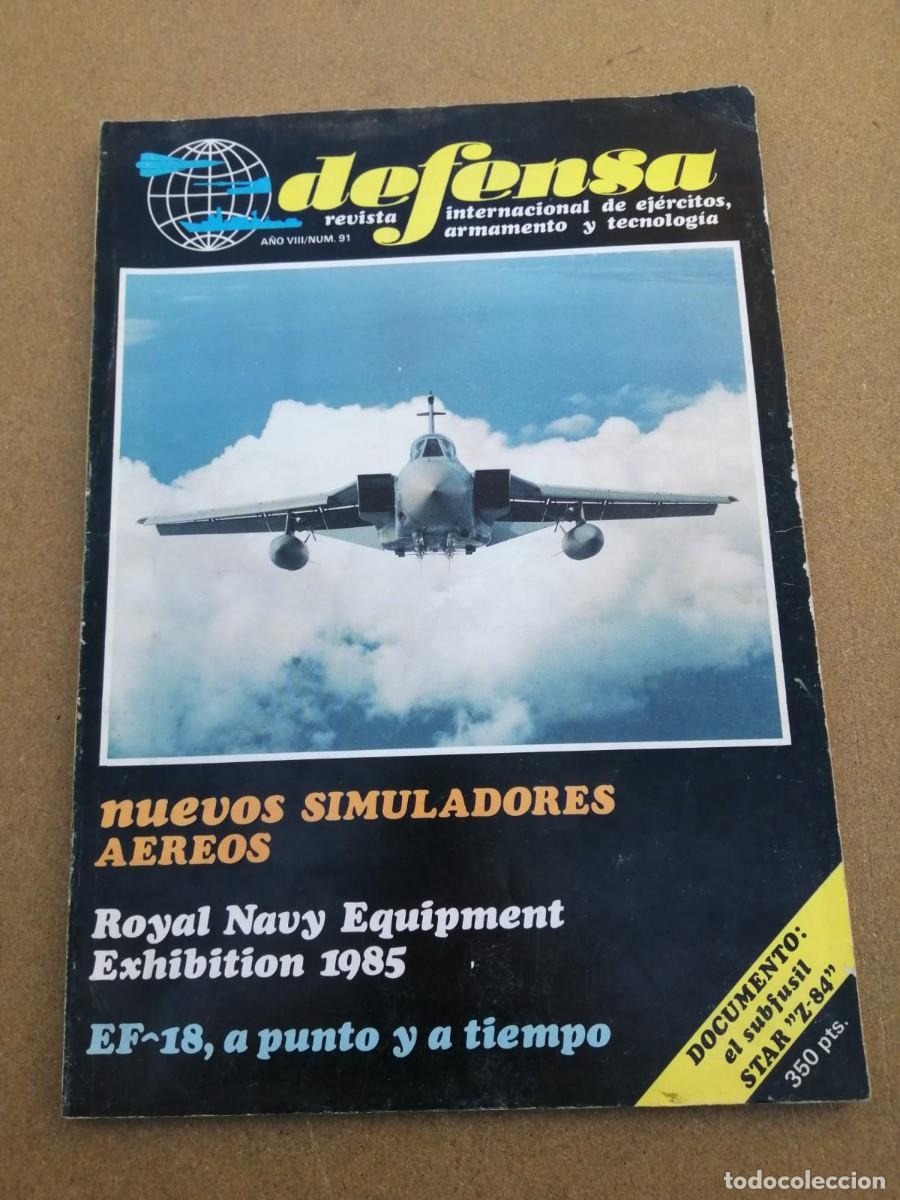 defensa
revista internacional de ejércitos,
armamento y tecnología
AÑO VIII/NUM. 91
nuevos SIMULADORES
AEREOS
Royal Navy Equipment
Exhibition 1985
EF-18, a punto y a tiempo
DOCUMENTO:
el subfusil
STAR "Z-84"
350 pts.
todocoleccion